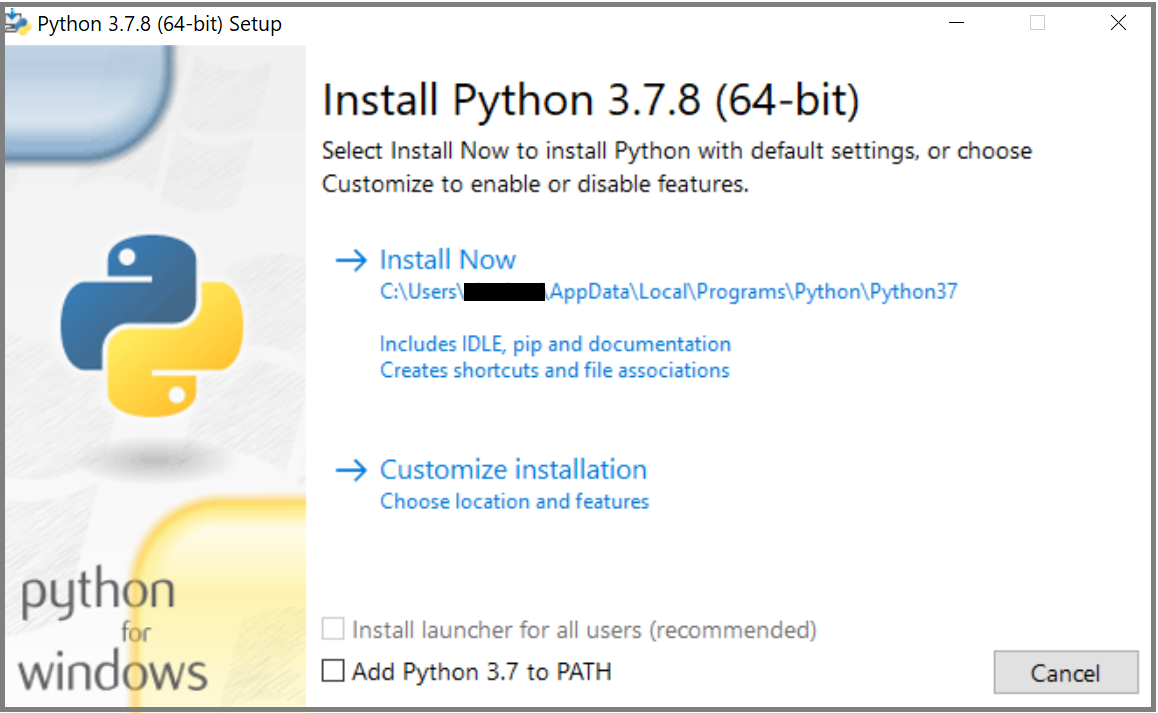 Python 3.7.8 (64-bit) Setup
Install Python 3.7.8 (64-bit)
Select Install Now to install Python with default settings, or choose
Customize to enable or disable features.
Install Now
C:\Users\ \AppData\Local\Programs\Python\Python37
Includes IDLE, pip and documentation
Creates shortcuts and file associations
Customize installation
Choose location and features
python
for
windows
Install launcher for all users (recommended)
Add Python 3.7 to PATH
Cancel